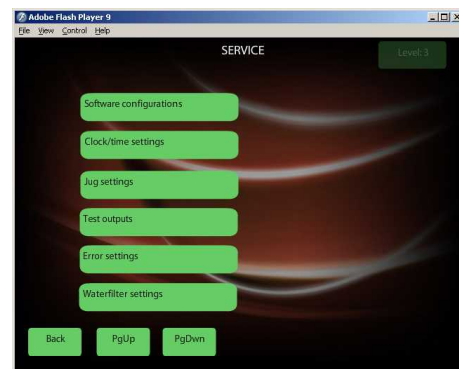 Adobe Flash Player 9
File View Control Help
SERVICE
Level: 3
Software configurations
Clock/time settings
Jug settings
Test outputs
Error settings
Waterfilter settings
Back PgUp PgDwn